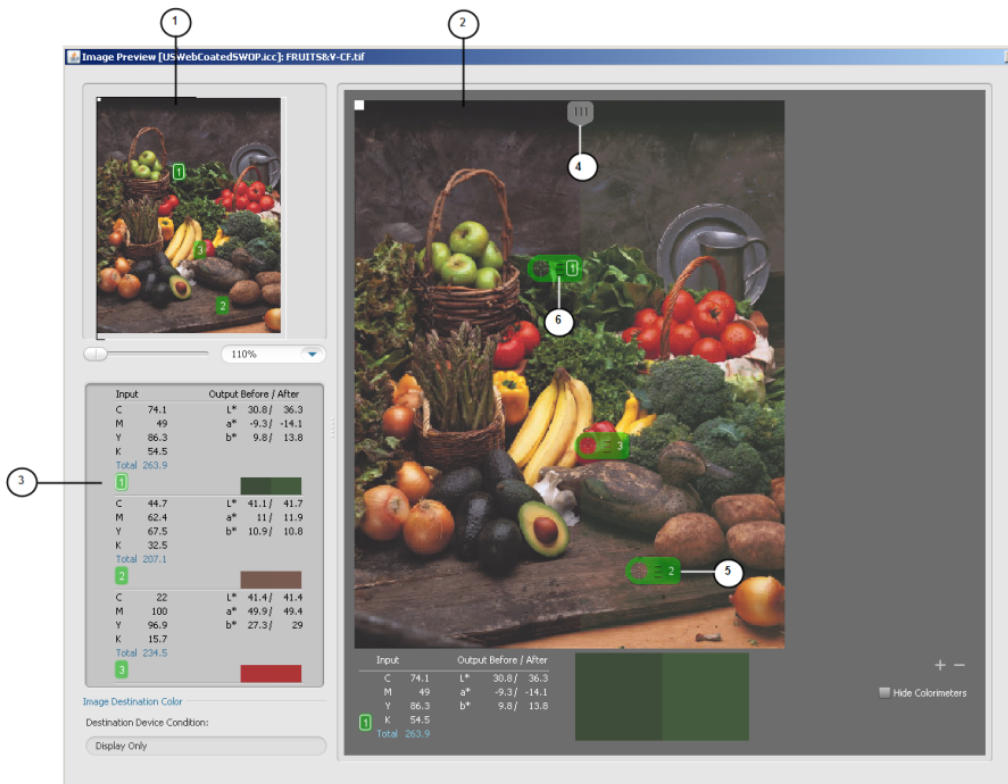 1
2
Image Preview [USWebCoatedSWOP.icc]: FRUITS&V-CF.tif
1
4
1
3
1
6
2
110%
Input Output Before / After
C 74.1 L* 30.8/ 36.3
M 49 a* -9.3/ -14.1
Y 86.3 b* 9.8/ 13.8
K 54.5
Total 263.9
3
1
C 44.7 L* 41.1/ 41.7
M 62.4 a* 11/ 11.9
Y 67.5 b* 10.9/ 10.8
K 32.5
Total 207.1
2
C 22 L* 41.4/ 41.4
M 100 a* 49.9/ 49.4
Y 96.9 b* 27.3/ 29
K 15.7
Total 234.5
3
Image Destination Color
Destination Device Condition:
Display Only
3
2
5
Input Output Before / After
C 74.1 L* 30.8/ 36.3
M 49 a* -9.3/ -14.1
Y 86.3 b* 9.8/ 13.8
1
K 54.5
Total 263.9
+ −
Hide Colorimeters